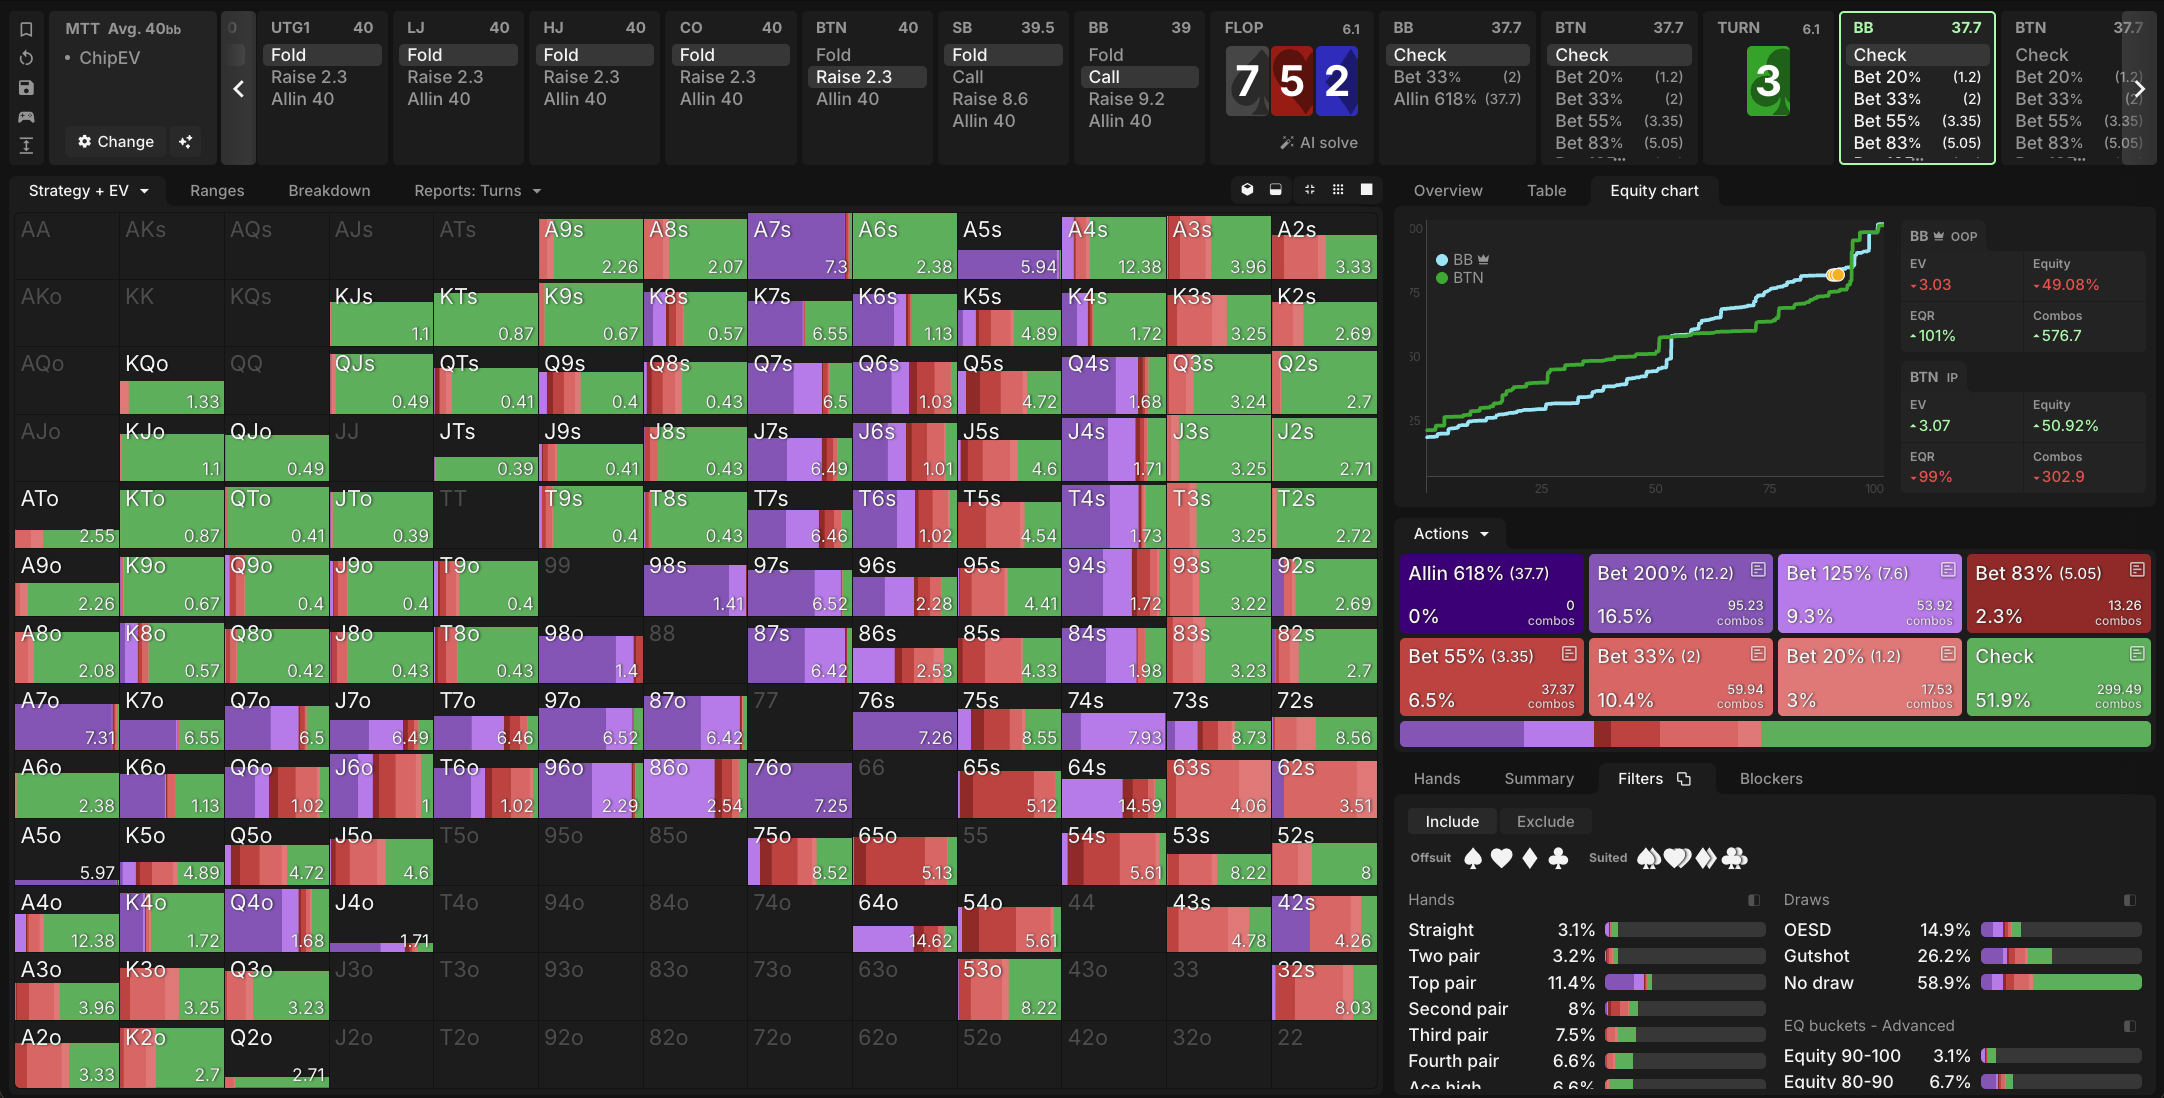 MTT Avg. 40bb
• ChipEV
Change
0
UTG1 40
Fold
Raise 2.3
Allin 40
LJ 40
Fold
Raise 2.3
Allin 40
HJ 40
Fold
Raise 2.3
Allin 40
CO 40
Fold
Raise 2.3
Allin 40
BTN 40
Fold
Raise 2.3
Allin 40
SB 39.5
Fold
Call
Raise 8.6
Allin 40
BB 39
Fold
Call
Raise 9.2
Allin 40
FLOP 6.1
7 5 2
AI solve
BB 37.7
Check
Bet 33% (2)
Allin 618% (37.7)
BTN 37.7
Check
Bet 20% (1.2)
Bet 33% (2)
Bet 55% (3.35)
Bet 83% (5.05)
TURN 6.1
3
BB 37.7
Check
Bet 20% (1.2)
Bet 33% (2)
Bet 55% (3.35)
Bet 83% (5.05)
BTN 37.7
Check
Bet 20% (1.2)
Bet 33% (2)
Bet 55% (3.35)
Bet 83% (5.05)
Strategy + EV Ranges Breakdown Reports: Turns
AA AKs AQs AJs ATs A9s A8s A7s A6s A5s A4s A3s A2s
2.26 2.07 7.3 2.38 5.94 12.38 3.96 3.33
AKo KK KQs KJs KTs K9s K8s K7s K6s K5s K4s K3s K2s
1.1 0.87 0.67 0.57 6.55 1.13 4.89 1.72 3.25 2.69
AQo KQo QQ QJs QTs Q9s Q8s Q7s Q6s Q5s Q4s Q3s Q2s
1.33 0.49 0.41 0.4 0.43 6.5 1.03 4.72 1.68 3.24 2.7
AJo KJo QJo JJ JTs J9s J8s J7s J6s J5s J4s J3s J2s
1.1 0.49 0.39 0.41 0.43 6.49 1.01 4.6 1.71 3.25 2.71
ATo KTo QTo JTo TT T9s T8s T7s T6s T5s T4s T3s T2s
2.55 0.87 0.41 0.39 0.4 0.43 6.46 1.02 4.54 1.73 3.25 2.72
A9o K9o Q9o J9o T9o 99 98s 97s 96s 95s 94s 93s 92s
2.26 0.67 0.4 0.4 0.4 1.41 6.52 2.28 4.41 1.72 3.22 2.69
A8o K8o Q8o J8o T8o 98o 88 87s 86s 85s 84s 83s 82s
2.08 0.57 0.42 0.43 0.43 1.4 6.42 2.53 4.33 1.98 3.23 2.7
A7o K7o Q7o J7o T7o 97o 87o 77 76s 75s 74s 73s 72s
7.31 6.55 6.5 6.49 6.46 6.52 6.42 7.26 8.55 7.93 8.73 8.56
A6o K6o Q6o J6o T6o 96o 86o 76o 66 65s 64s 63s 62s
2.38 1.13 1.02 1 1.02 2.29 2.54 7.25 5.12 14.59 4.06 3.51
A5o K5o Q5o J5o T5o 95o 85o 75o 65o 55 54s 53s 52s
5.97 4.89 4.72 4.6 8.52 5.13 5.61 8.22 8
A4o K4o Q4o J4o T4o 94o 84o 74o 64o 54o 44 43s 42s
12.38 1.72 1.68 1.71 14.62 5.61 4.78 4.26
A3o K3o Q3o J3o T3o 93o 83o 73o 63o 53o 43o 33 32s
3.96 3.25 3.23 8.22 8.03
A2o K2o Q2o J2o T2o 92o 82o 72o 62o 52o 42o 32o 22
3.33 2.7 2.71
Overview Table Equity chart
00
75
50
25
25 50 75 100
BB
BTN
BB OOP
EV Equity
3.03 49.08%
EQR Combos
101% 576.7
BTN IP
EV Equity
3.07 50.92%
EQR Combos
99% 302.9
Actions
Allin 618% (37.7)
0% 0 combos
Bet 200% (12.2)
16.5% 95.23 combos
Bet 125% (7.6)
9.3% 53.92 combos
Bet 83% (5.05)
2.3% 13.26 combos
Bet 55% (3.35)
6.5% 37.37 combos
Bet 33% (2)
10.4% 59.94 combos
Bet 20% (1.2)
3% 17.53 combos
Check
51.9% 299.49 combos
Hands Summary Filters Blockers
Include Exclude
Offsuit Suited
Hands
Straight 3.1%
Two pair 3.2%
Top pair 11.4%
Second pair 8%
Third pair 7.5%
Fourth pair 6.6%
Ace high 6.6%
Draws
OESD 14.9%
Gutshot 26.2%
No draw 58.9%
EQ buckets - Advanced
Equity 90-100 3.1%
Equity 80-90 6.7%